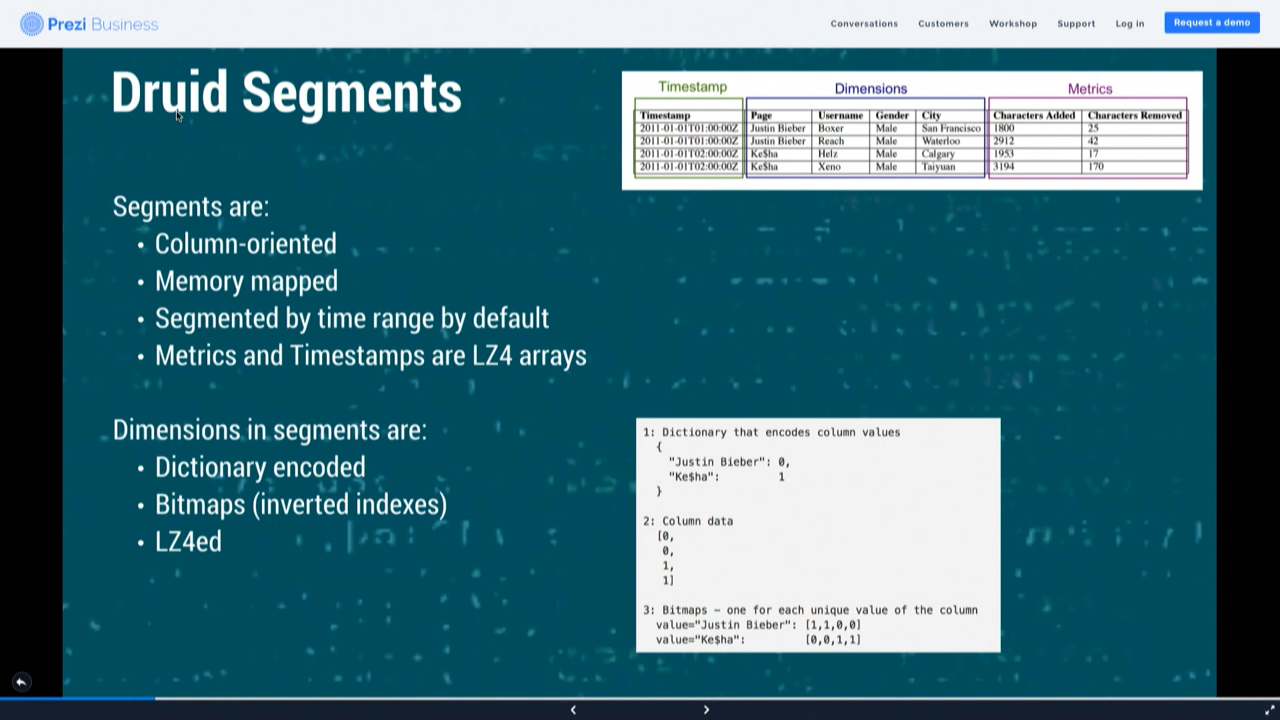 Prezi Business
Conversations Customers Workshop Support Log in Request a demo
Druid Segments
Segments are:
• Column-oriented
• Memory mapped
• Segmented by time range by default
• Metrics and Timestamps are LZ4 arrays
Dimensions in segments are:
• Dictionary encoded
• Bitmaps (inverted indexes)
• LZ4ed
Timestamp Dimensions Metrics
Timestamp Page Username Gender City Characters Added Characters Removed
2011-01-01T01:00:00Z Justin Bieber Boxer Male San Francisco 1800 25
2011-01-01T01:00:00Z Justin Bieber Reach Male Waterloo 2912 42
2011-01-01T02:00:00Z Ke$ha Helz Male Calgary 1953 17
2011-01-01T02:00:00Z Ke$ha Xeno Male Taiyuan 3194 170
1: Dictionary that encodes column values
{
"Justin Bieber": 0,
"Ke$ha": 1
}
2: Column data
[0,
0,
1,
1]
3: Bitmaps – one for each unique value of the column
value="Justin Bieber": [1,1,0,0]
value="Ke$ha": [0,0,1,1]